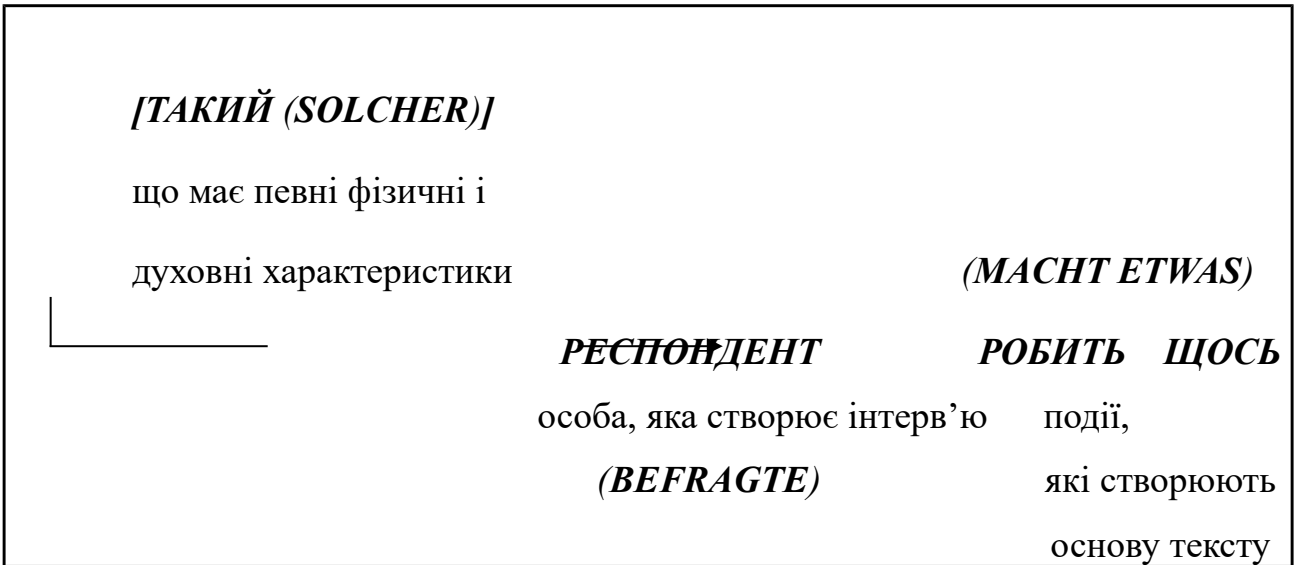 [ТАКИЙ (SOLCHER)]
що має певні фізичні і
духовні характеристики
(MACHT ETWAS)
РЕСПОНДЕНТ РОБИТЬ ЩОСЬ
особа, яка створює інтерв’ю події,
(BEFRAGTE) які створюють
основу тексту